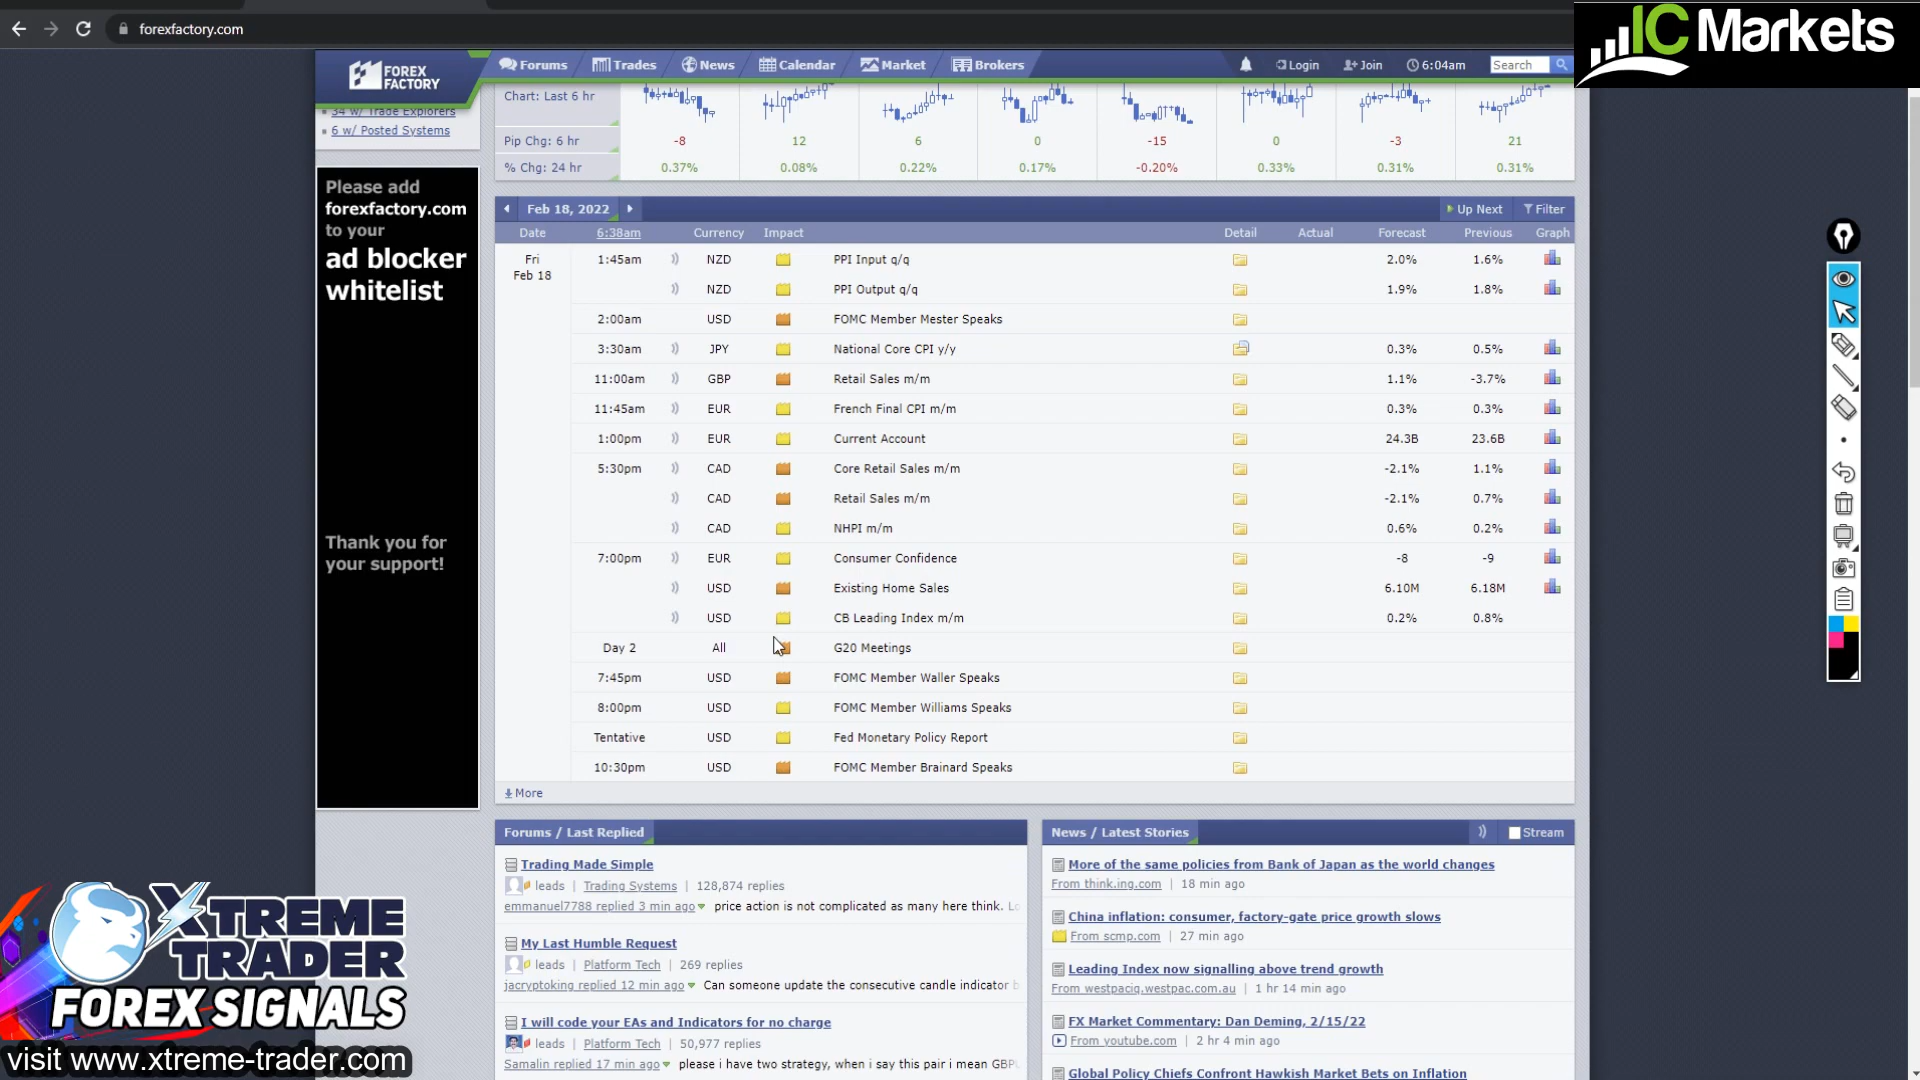 forexfactory.com
IC Markets
FOREX FACTORY
Forums Trades News Calendar Market Brokers Login Join 6:04am Search
34 w/ Trade Explorers
6 w/ Posted Systems
Chart: Last 6 hr
Pip Chg: 6 hr -8 12 6 0 -15 0 -3 21
% Chg: 24 hr 0.37% 0.08% 0.22% 0.17% -0.20% 0.33% 0.31% 0.31%
Please add
forexfactory.com
to your
ad blocker
whitelist
Thank you for
your support!
Feb 18, 2022 Up Next Filter
Date 6:38am Currency Impact Detail Actual Forecast Previous Graph
Fri
Feb 18
1:45am NZD PPI Input q/q 2.0% 1.6%
NZD PPI Output q/q 1.9% 1.8%
2:00am USD FOMC Member Mester Speaks
3:30am JPY National Core CPI y/y 0.3% 0.5%
11:00am GBP Retail Sales m/m 1.1% -3.7%
11:45am EUR French Final CPI m/m 0.3% 0.3%
1:00pm EUR Current Account 24.3B 23.6B
5:30pm CAD Core Retail Sales m/m -2.1% 1.1%
CAD Retail Sales m/m -2.1% 0.7%
CAD NHPI m/m 0.6% 0.2%
7:00pm EUR Consumer Confidence -8 -9
USD Existing Home Sales 6.10M 6.18M
USD CB Leading Index m/m 0.2% 0.8%
Day 2 All G20 Meetings
7:45pm USD FOMC Member Waller Speaks
8:00pm USD FOMC Member Williams Speaks
Tentative USD Fed Monetary Policy Report
10:30pm USD FOMC Member Brainard Speaks
More
Forums / Last Replied
Trading Made Simple
leads | Trading Systems | 128,874 replies
emmanuel7788 replied 3 min ago price action is not complicated as many here think.
My Last Humble Request
leads | Platform Tech | 269 replies
jacryptoking replied 12 min ago Can someone update the consecutive candle indicator
I will code your EAs and Indicators for no charge
leads | Platform Tech | 50,977 replies
Samalin replied 17 min ago please i have two strategy, when i say this pair i mean
News / Latest Stories Stream
More of the same policies from Bank of Japan as the world changes
From think.ing.com | 18 min ago
China inflation: consumer, factory-gate price growth slows
From scmp.com | 27 min ago
Leading Index now signalling above trend growth
From westpaciq.westpac.com.au | 1 hr 14 min ago
FX Market Commentary: Dan Deming, 2/15/22
From youtube.com | 2 hr 4 min ago
Global Policy Chiefs Confront Hawkish Market Bets on Inflation
XTREME
TRADER
FOREX SIGNALS
visit www.xtreme-trader.com